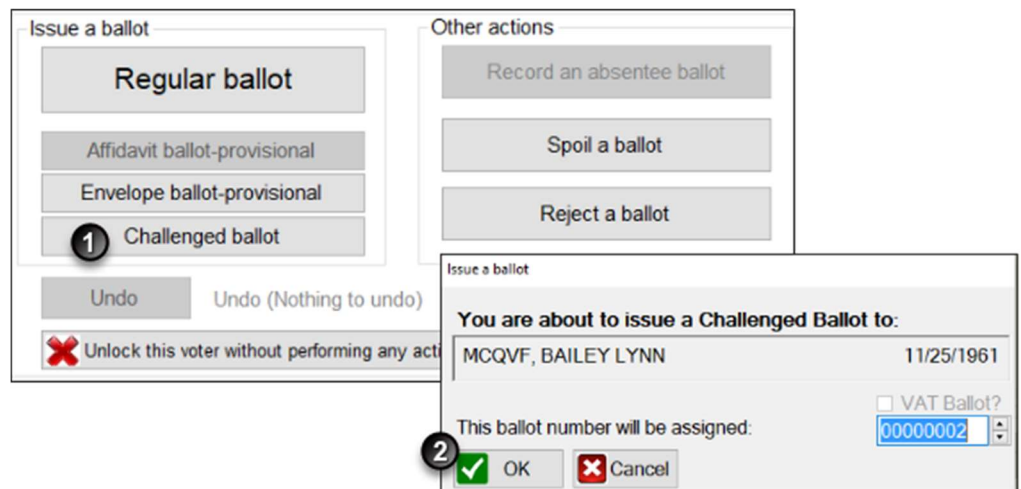 Issue a ballot
Regular ballot
Affidavit ballot-provisional
Envelope ballot-provisional
1 Challenged ballot
Undo Undo (Nothing to undo)
Unlock this voter without performing any acti
Other actions
Record an absentee ballot
Spoil a ballot
Reject a ballot
Issue a ballot
You are about to issue a Challenged Ballot to:
MCQVF, BAILEY LYNN 11/25/1961
VAT Ballot?
This ballot number will be assigned: 00000002
2 OK Cancel